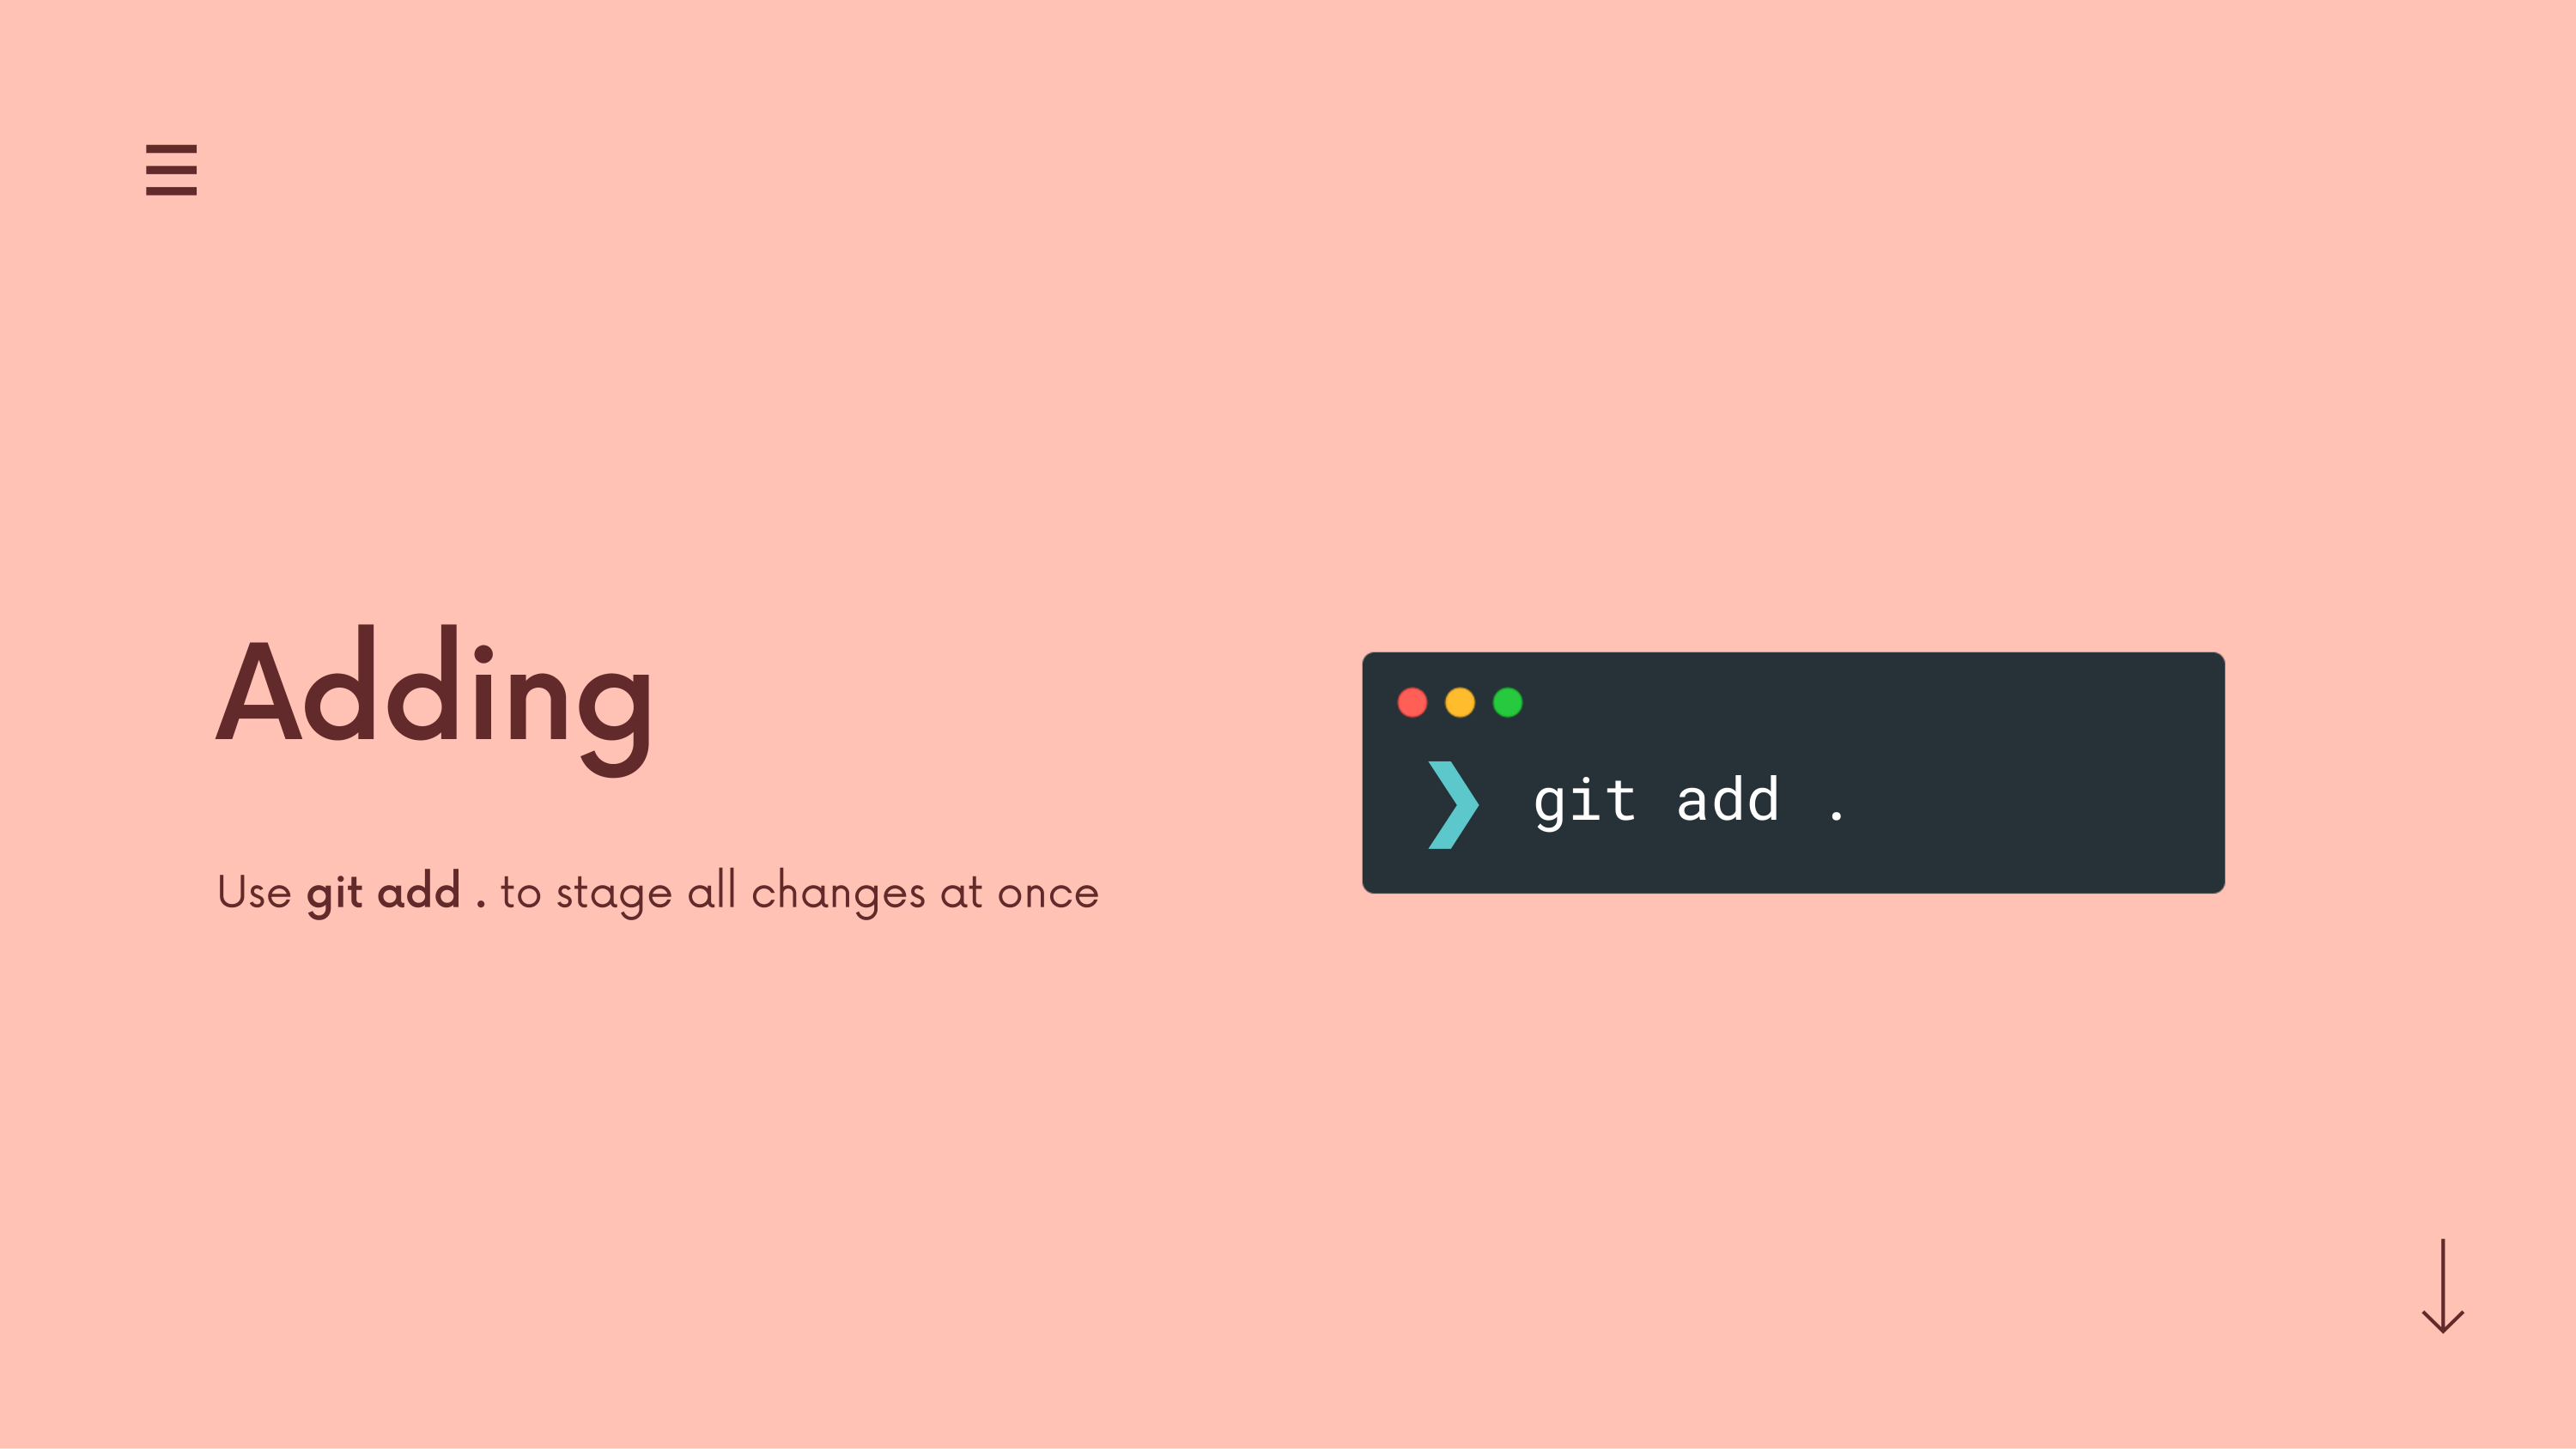 Adding
Use git add . to stage all changes at once
❯ git add .